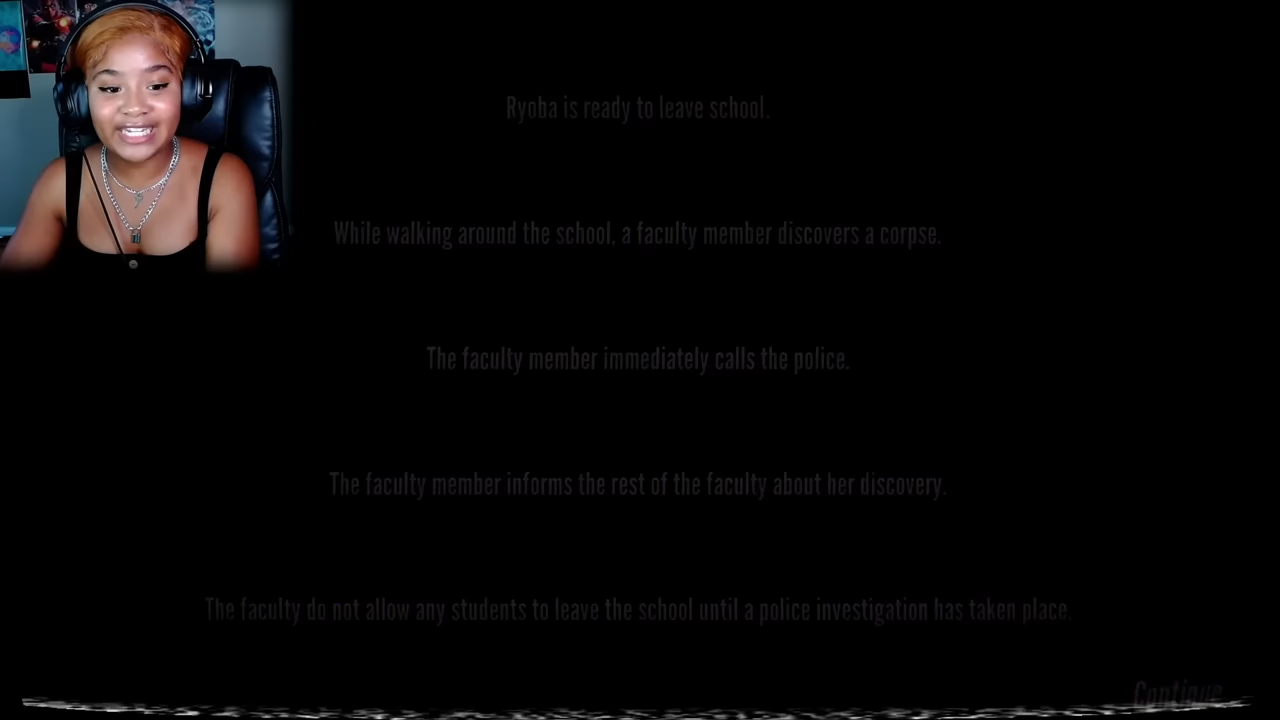 Ryoba is ready to leave school.
While walking around the school, a faculty member discovers a corpse.
The faculty member immediately calls the police.
The faculty member informs the rest of the faculty about her discovery.
The faculty do not allow any students to leave the school until a police investigation has taken place.
Continue